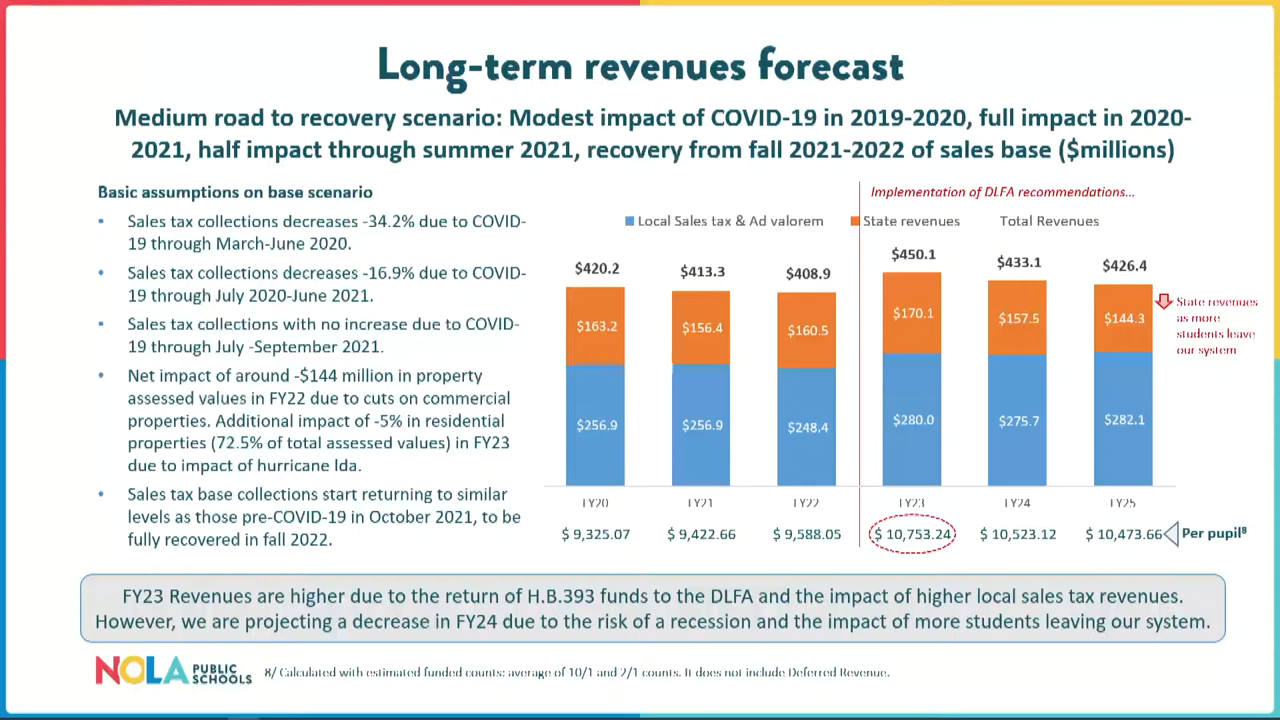 Long-term revenues forecast
Medium road to recovery scenario: Modest impact of COVID-19 in 2019-2020, full impact in 2020-
2021, half impact through summer 2021, recovery from fall 2021-2022 of sales base ($millions)
Basic assumptions on base scenario
• Sales tax collections decreases -34.2% due to COVID-
19 through March-June 2020.
• Sales tax collections decreases -16.9% due to COVID-
19 through July 2020-June 2021.
• Sales tax collections with no increase due to COVID-
19 through July -September 2021.
• Net impact of around -$144 million in property
assessed values in FY22 due to cuts on commercial
properties. Additional impact of -5% in residential
properties (72.5% of total assessed values) in FY23
due to impact of hurricane Ida.
• Sales tax base collections start returning to similar
levels as those pre-COVID-19 in October 2021, to be
fully recovered in fall 2022.
Implementation of DLFA recommendations...
Local Sales tax & Ad valorem State revenues Total Revenues
$420.2 $413.3 $408.9 $450.1 $433.1 $426.4
$163.2 $156.4 $160.5 $170.1 $157.5 $144.3
$256.9 $256.9 $248.4 $280.0 $275.7 $282.1
FY20 FY21 FY22 FY23 FY24 FY25
$ 9,325.07 $ 9,422.66 $ 9,588.05 $ 10,753.24 $ 10,523.12 $ 10,473.66 Per pupil⁸
State revenues
as more
students leave
our system
FY23 Revenues are higher due to the return of H.B.393 funds to the DLFA and the impact of higher local sales tax revenues.
However, we are projecting a decrease in FY24 due to the risk of a recession and the impact of more students leaving our system.
NOLA PUBLIC
SCHOOLS
8/ Calculated with estimated funded counts: average of 10/1 and 2/1 counts. It does not include Deferred Revenue.